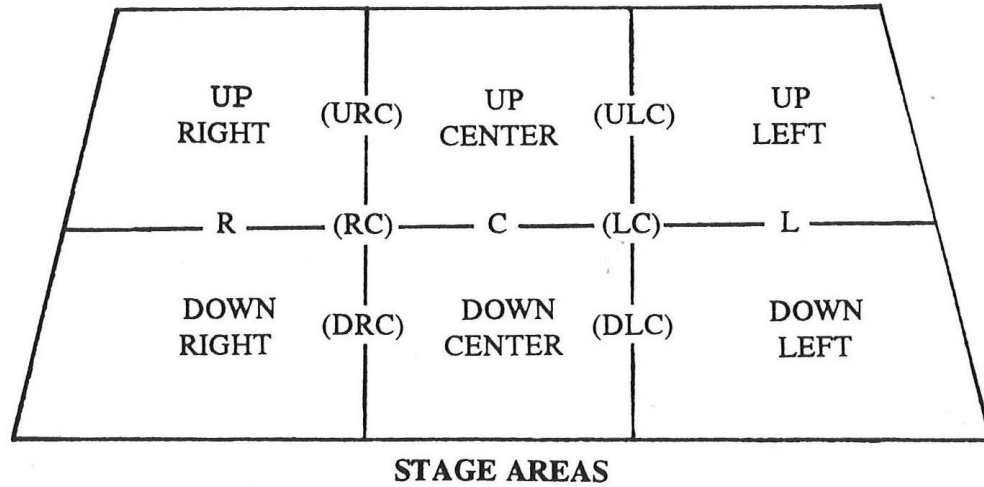 UP
RIGHT
(URC)
UP
CENTER
(ULC)
UP
LEFT
R
(RC)
C
(LC)
L
DOWN
RIGHT
(DRC)
DOWN
CENTER
(DLC)
DOWN
LEFT
STAGE AREAS